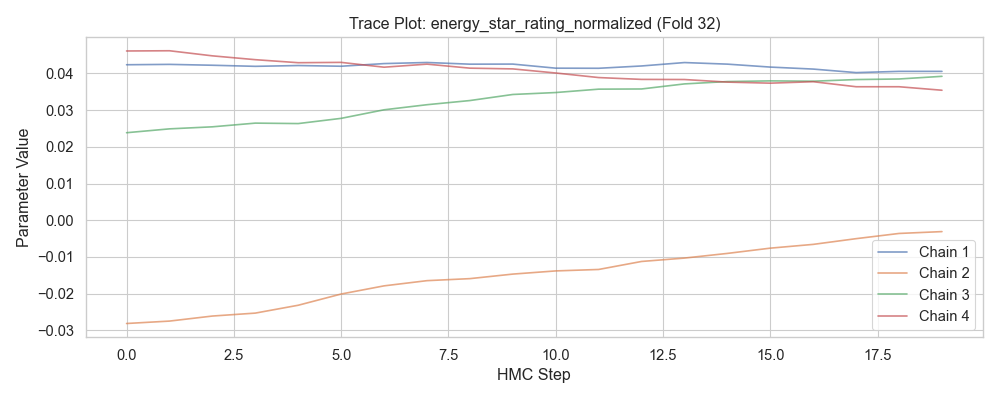 Trace Plot: energy_star_rating_normalized (Fold 32)
Parameter Value
0.04
0.03
0.02
0.01
0.00
−0.01
−0.02
−0.03
Chain 1
Chain 2
Chain 3
Chain 4
0.0 2.5 5.0 7.5 10.0 12.5 15.0 17.5
HMC Step